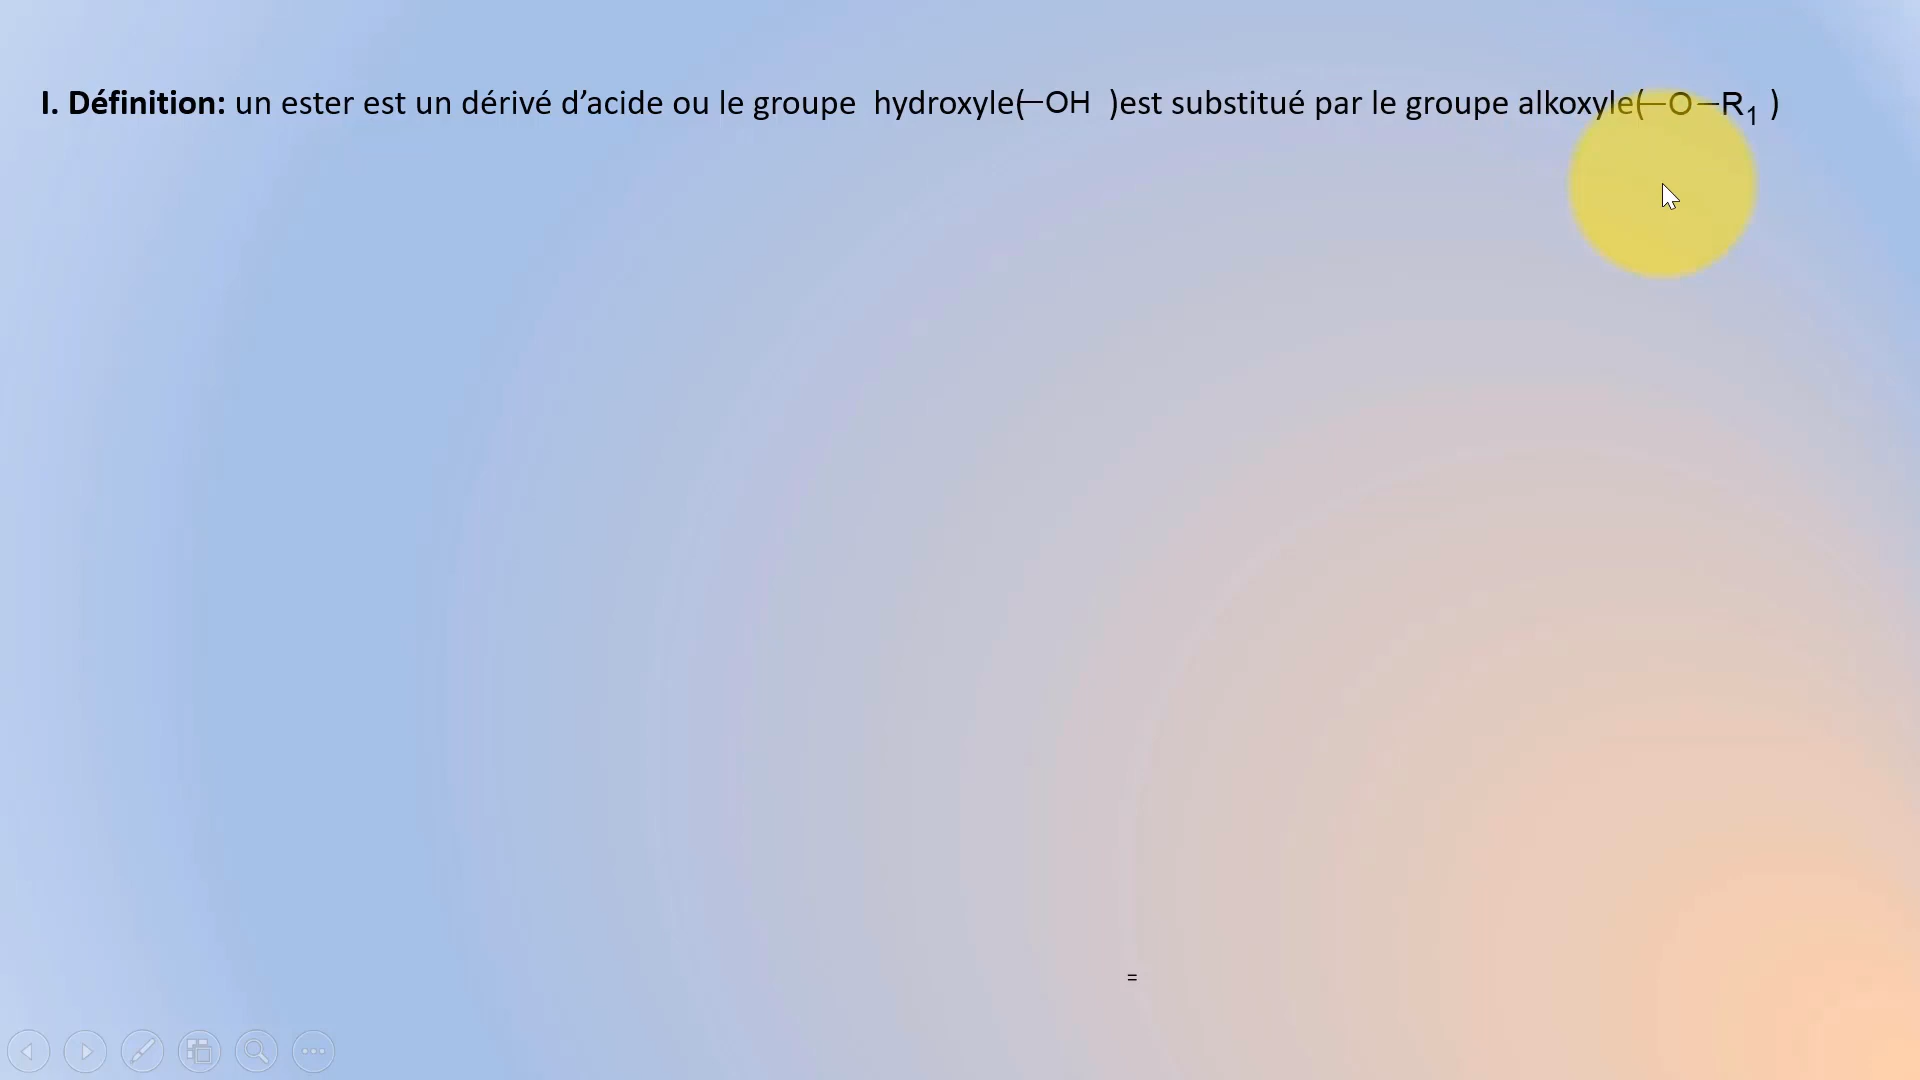 I. Définition: un ester est un dérivé d’acide ou le groupe hydroxyle(—OH )est substitué par le groupe alkoxyle(—O—R₁ )
=